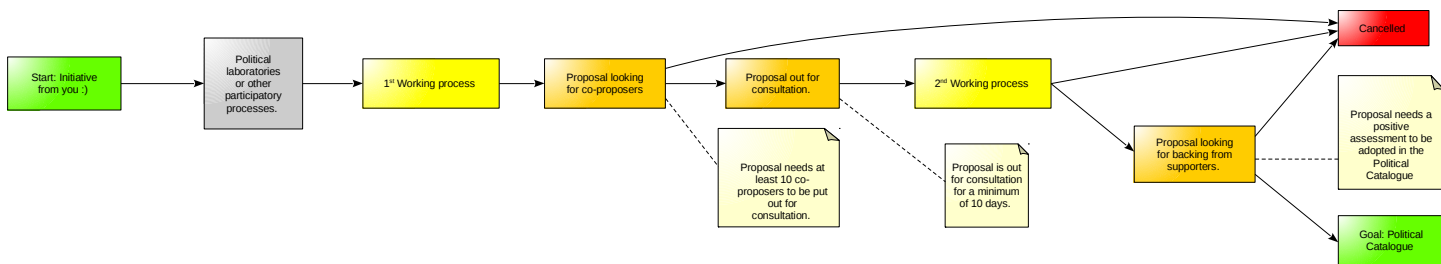 Start: Initiative
from you :)
Political
laboratories
or other
participatory
processes.
1st Working process
Proposal looking
for co-proposers
Proposal out for
consultation.
2nd Working process
Cancelled
Proposal needs at
least 10 co-
proposers to be put
out for
consultation.
Proposal is out
for consultation
for a minimum
of 10 days.
Proposal looking
for backing from
supporters.
Proposal needs a
positive
assessment to be
adopted in the
Political
Catalogue
Goal: Political
Catalogue